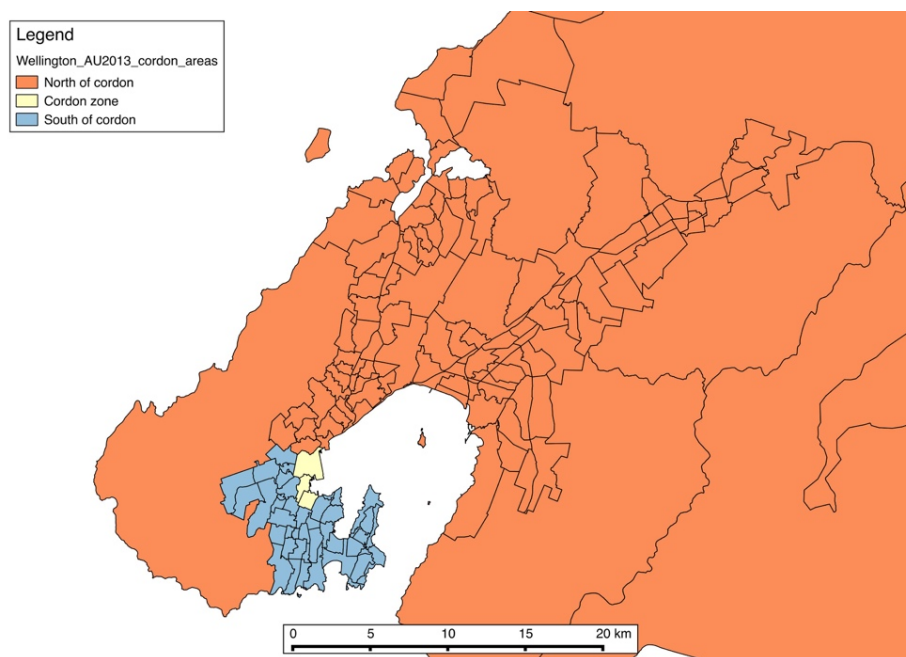 Legend
Wellington_AU2013_cordon_areas
North of cordon
Cordon zone
South of cordon
0 5 10 15 20 km